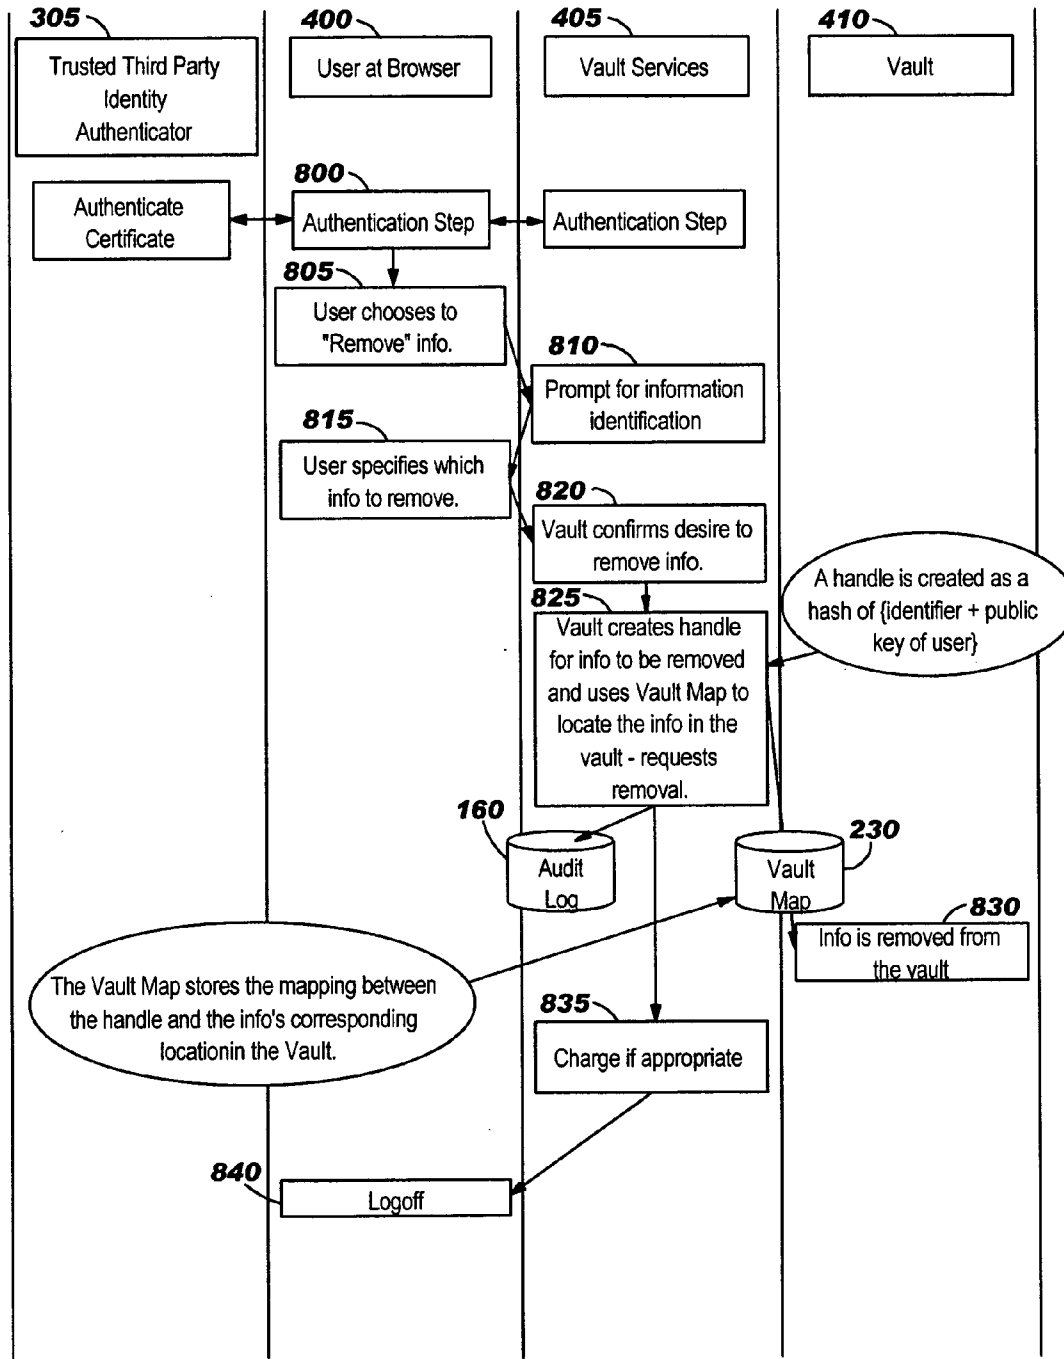 305
400
405
410
Trusted Third Party
Identity
Authenticator
User at Browser
Vault Services
Vault
800
Authenticate
Certificate
Authentication Step
Authentication Step
805
User chooses to
"Remove" info.
810
Prompt for information
identification
815
User specifies which
info to remove.
820
Vault confirms desire to
remove info.
A handle is created as a
hash of {identifier + public
key of user}
825
Vault creates handle
for info to be removed
and uses Vault Map to
locate the info in the
vault - requests
removal.
160
Audit
Log
230
Vault
Map
830
Info is removed from
the vault
The Vault Map stores the mapping between
the handle and the info's corresponding
locationin the Vault.
835
Charge if appropriate
840
Logoff